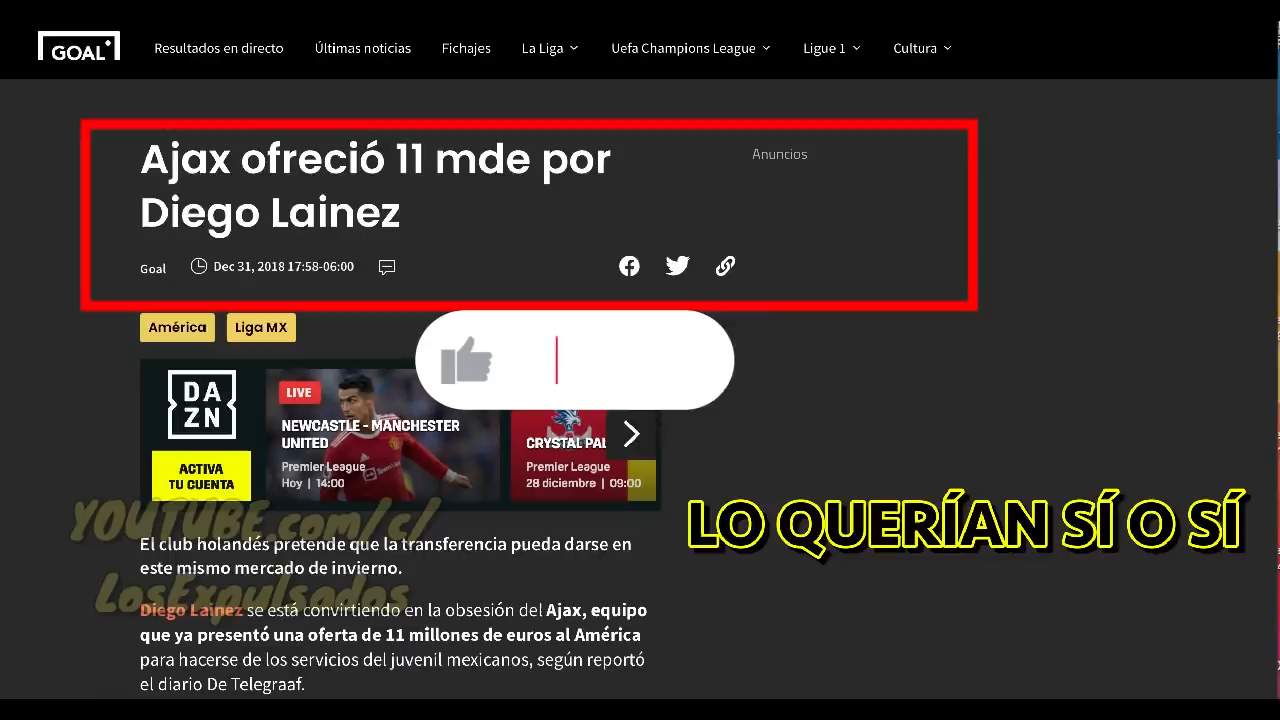 GOAL
Resultados en directo
Últimas noticias
Fichajes
La Liga
Uefa Champions League
Ligue 1
Cultura
Ajax ofreció 11 mde por
Diego Lainez
Anuncios
Goal
Dec 31, 2018 17:58-06:00
América
Liga MX
DA
ZN
ACTIVA
TU CUENTA
LIVE
NEWCASTLE - MANCHESTER
UNITED
Premier League
Hoy | 14:00
CRYSTAL PAL
Premier League
28 diciembre | 09:00
LO QUERÍAN SÍ O SÍ
YOUTUBE.com/c/
LosExpulsados
El club holandés pretende que la transferencia pueda darse en
este mismo mercado de invierno.
Diego Lainez se está convirtiendo en la obsesión del Ajax, equipo
que ya presentó una oferta de 11 millones de euros al América
para hacerse de los servicios del juvenil mexicanos, según reportó
el diario De Telegraaf.